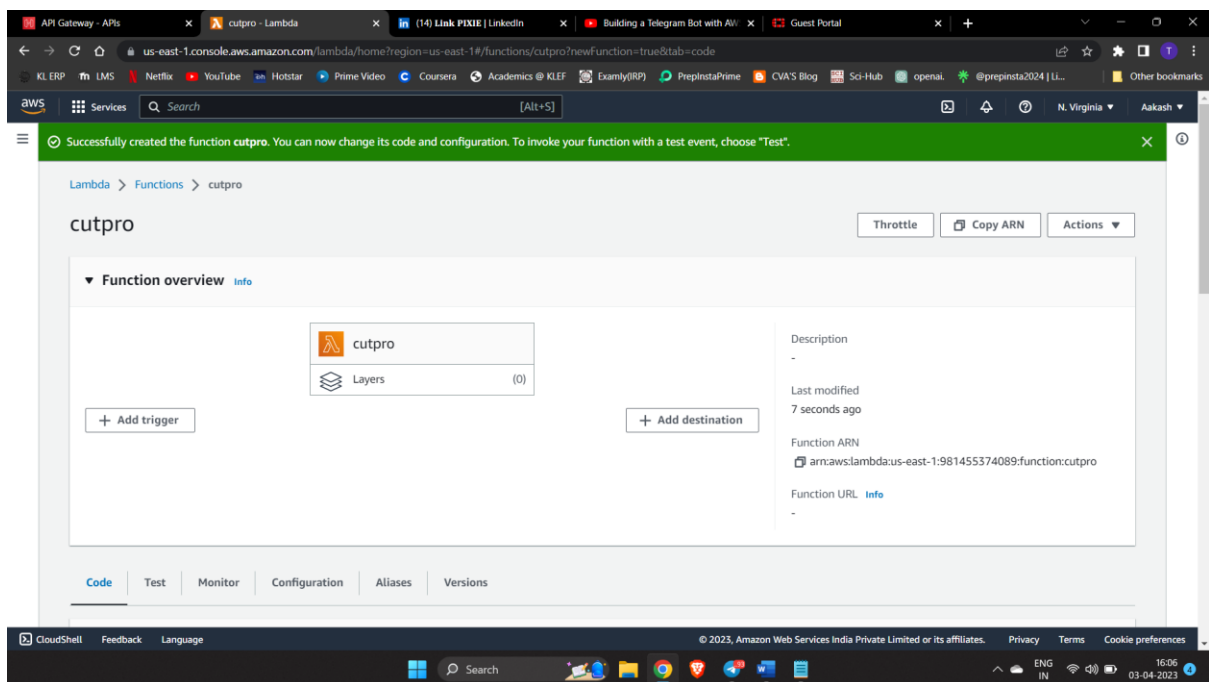 API Gateway - APIs
cutpro - Lambda
(14) Link PIXIE | LinkedIn
Building a Telegram Bot with AW
Guest Portal
us-east-1.console.aws.amazon.com/lambda/home?region=us-east-1#/functions/cutpro?newFunction=true&tab=code
KL ERP LMS Netflix YouTube Hotstar Prime Video Coursera Academics @ KLEF Examly(IRP) PrepInstaPrime CVA'S Blog Sci-Hub openai. @prepinsta2024 | Li... Other bookmarks
aws Services Search [Alt+S] N. Virginia ▼ Aakash ▼
Successfully created the function cutpro. You can now change its code and configuration. To invoke your function with a test event, choose "Test".
Lambda > Functions > cutpro
cutpro
Throttle Copy ARN Actions ▼
▼ Function overview Info
cutpro
Layers (0)
+ Add trigger
+ Add destination
Description
-
Last modified
7 seconds ago
Function ARN
arn:aws:lambda:us-east-1:981455374089:function:cutpro
Function URL Info
-
Code Test Monitor Configuration Aliases Versions
CloudShell Feedback Language © 2023, Amazon Web Services India Private Limited or its affiliates. Privacy Terms Cookie preferences
Search
ENG
IN
16:06
03-04-2023
4